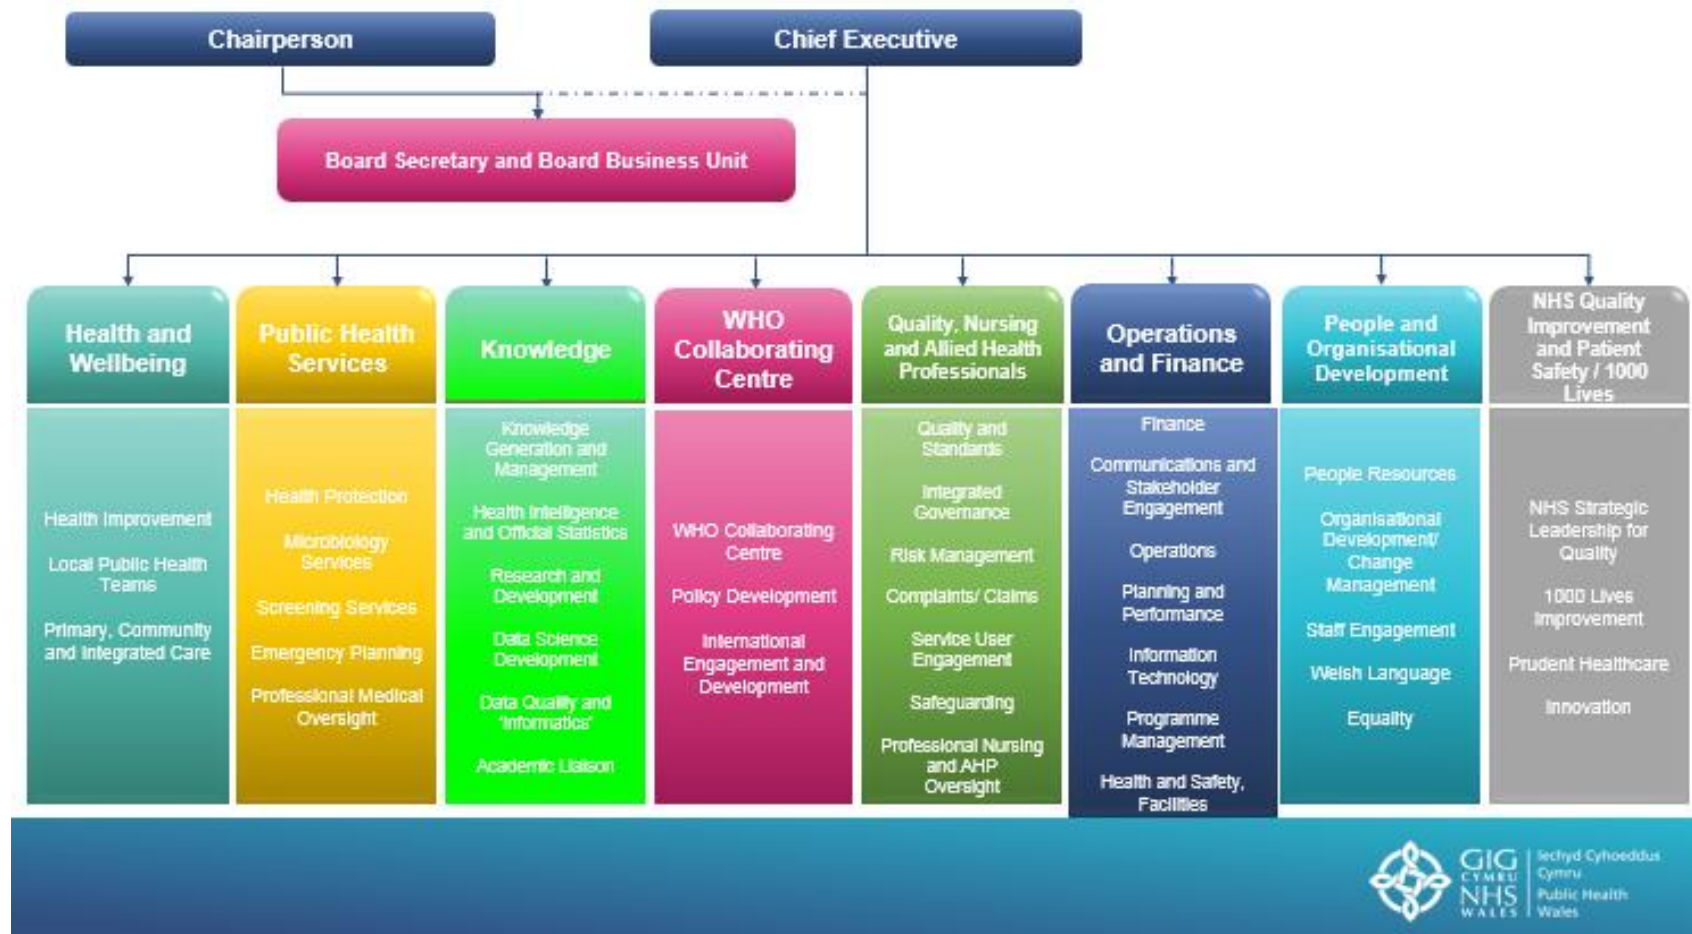 Chairperson
Chief Executive
Board Secretary and Board Business Unit
Health and
Wellbeing
Health Improvement
Local Public Health
Teams
Primary, Community
and Integrated Care
Public Health
Services
Health Protection
Microbiology
Services
Screening Services
Emergency Planning
Professional Medical
Oversight
Knowledge
Knowledge
Generation and
Management
Health Intelligence
and Official Statistics
Research and
Development
Data Science
Development
Data Quality and
'Informatics'
Academic Liaison
WHO
Collaborating
Centre
WHO Collaborating
Centre
Policy Development
International
Engagement and
Development
Quality, Nursing
and Allied Health
Professionals
Quality and
Standards
Integrated
Governance
Risk Management
Complaints/ Claims
Service User
Engagement
Safeguarding
Professional Nursing
and AHP
Oversight
Operations
and Finance
Finance
Communications and
Stakeholder
Engagement
Operations
Planning and
Performance
Information
Technology
Programme
Management
Health and Safety,
Facilities
People and
Organisational
Development
People Resources
Organisational
Development/
Change
Management
Staff Engagement
Welsh Language
Equality
NHS Quality
Improvement
and Patient
Safety / 1000
Lives
NHS Strategic
Leadership for
Quality
1000 Lives
Improvement
Prudent Healthcare
Innovation
GIG
CYMRU
NHS
WALES
Iechyd Cyhoeddus
Cymru
Public Health
Wales